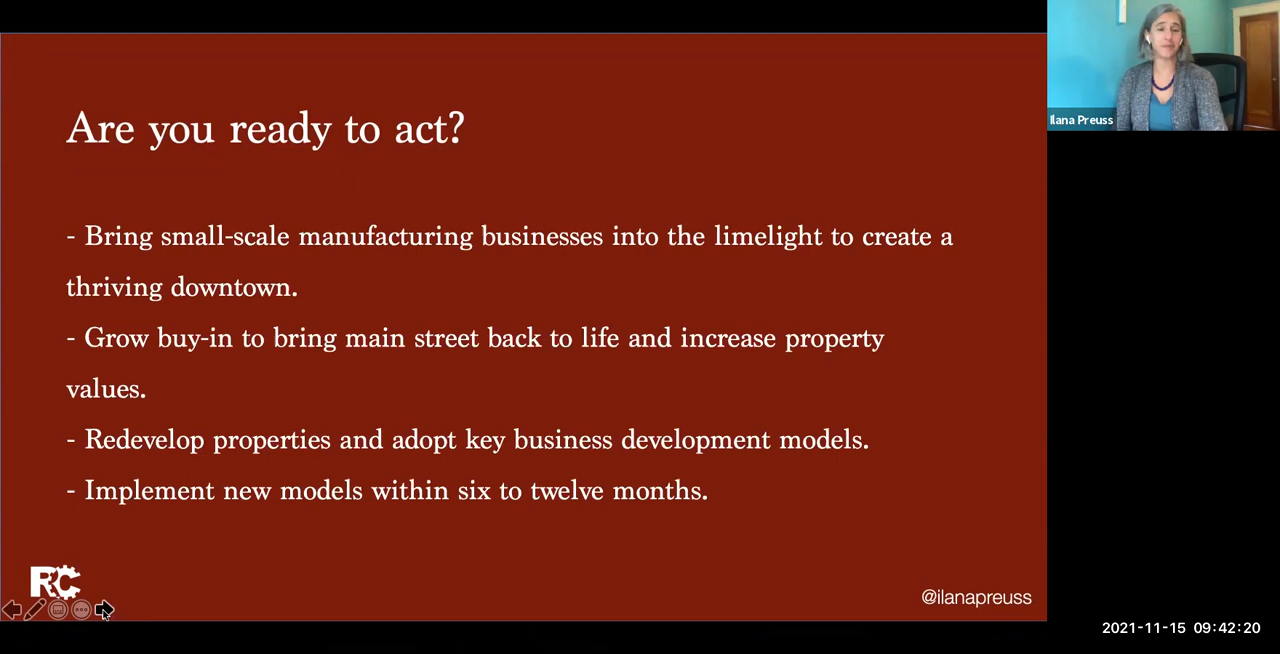 Are you ready to act?
- Bring small-scale manufacturing businesses into the limelight to create a
thriving downtown.
- Grow buy-in to bring main street back to life and increase property
values.
- Redevelop properties and adopt key business development models.
- Implement new models within six to twelve months.
RC
@ilanapreuss
Ilana Preuss
2021-11-15 09:42:20